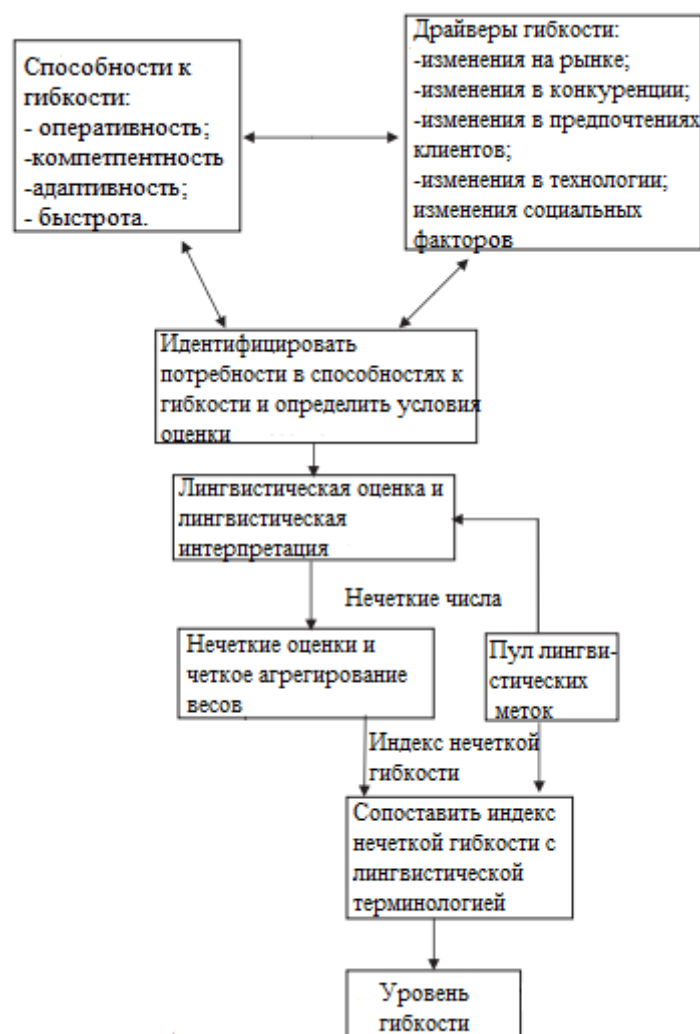 Способности к
гибкости:
- оперативность;
-компетпентность
-адаптивность;
- быстрота.
Драйверы гибкости:
-изменения на рынке;
-изменения в конкуренции;
-изменения в предпочтениях
клиентов;
-изменения в технологии;
изменения социальных
факторов
Идентифицировать
потребности в способностях к
гибкости и определить условия
оценки
Лингвистическая оценка и
лингвистическая
интерпретация
Нечеткие числа
Нечеткие оценки и
четкое агрегирование
весов
Пул лингви-
стических
меток
Индекс нечеткой
гибкости
Сопоставить индекс
нечеткой гибкости с
лингвистической
терминологией
Уровень
гибкости